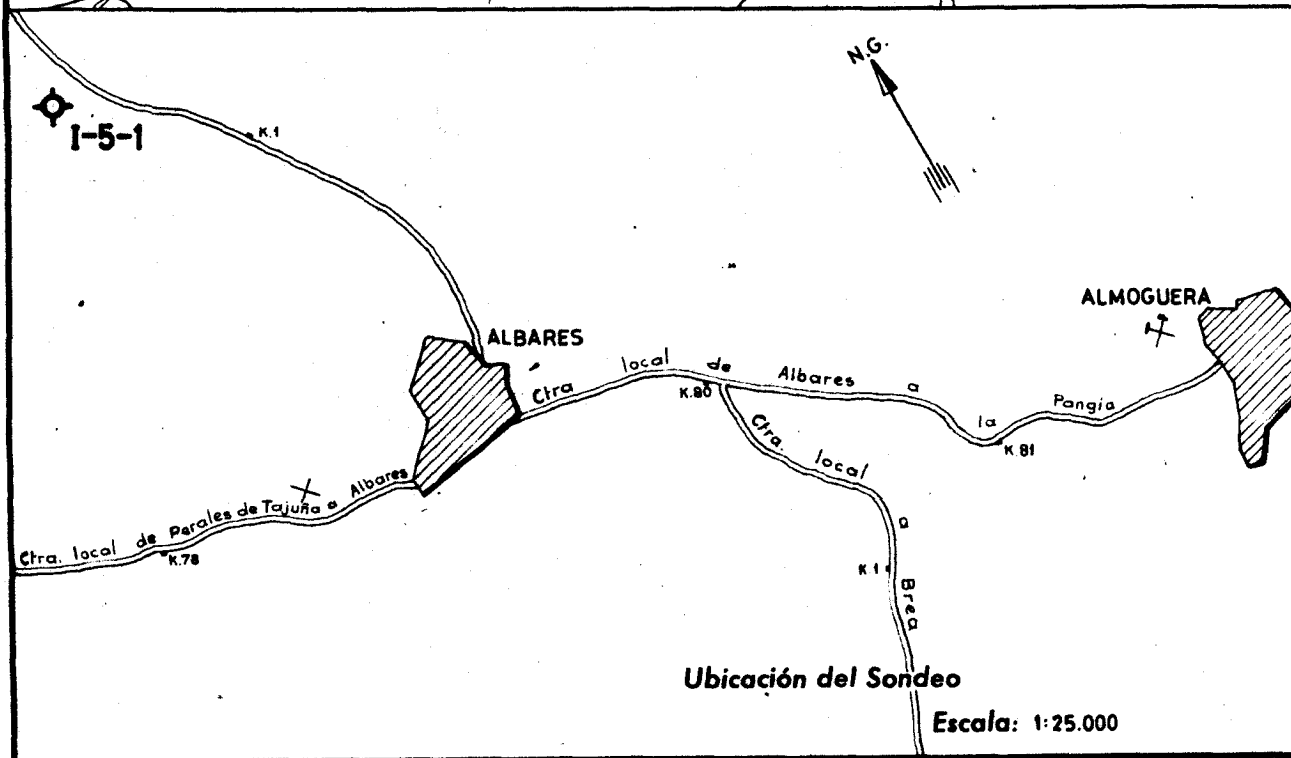 N.G.
I-5-1
K.1
ALMOGUERA
ALBARES
Ctra local de Albares a la Pangia
K.80
K.81
Ctra. local a Brea
K.1
Ctra. local de Perales de Tajuña a Albares
K.78
Ubicación del Sondeo
Escala: 1:25.000